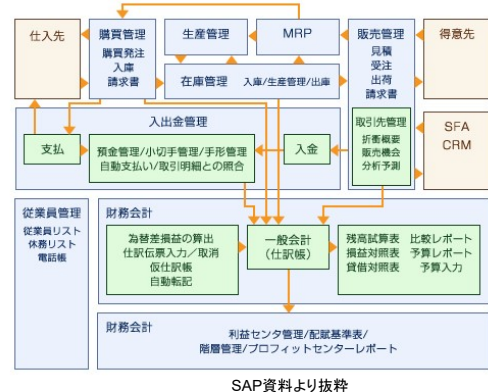 仕入先
購買管理
購買発注
入庫
請求書
生産管理
MRP
販売管理
見積
受注
出荷
請求書
得意先
在庫管理 入庫/生産管理/出庫
入出金管理
支払
預金管理/小切手管理/手形管理
自動支払い/取引明細との照合
入金
取引先管理
折衝概要
販売機会
分析予測
SFA
CRM
従業員管理
従業員リスト
休務リスト
電話帳
財務会計
為替差損益の算出
仕訳伝票入力/取消
仮仕訳帳
自動転記
一般会計
(仕訳帳)
残高試算表 比較レポート
損益対照表 予算レポート
貸借対照表 予算入力
財務会計
利益センタ管理/配賦基準表/
階層管理/プロフィットセンターレポート
SAP資料より抜粋